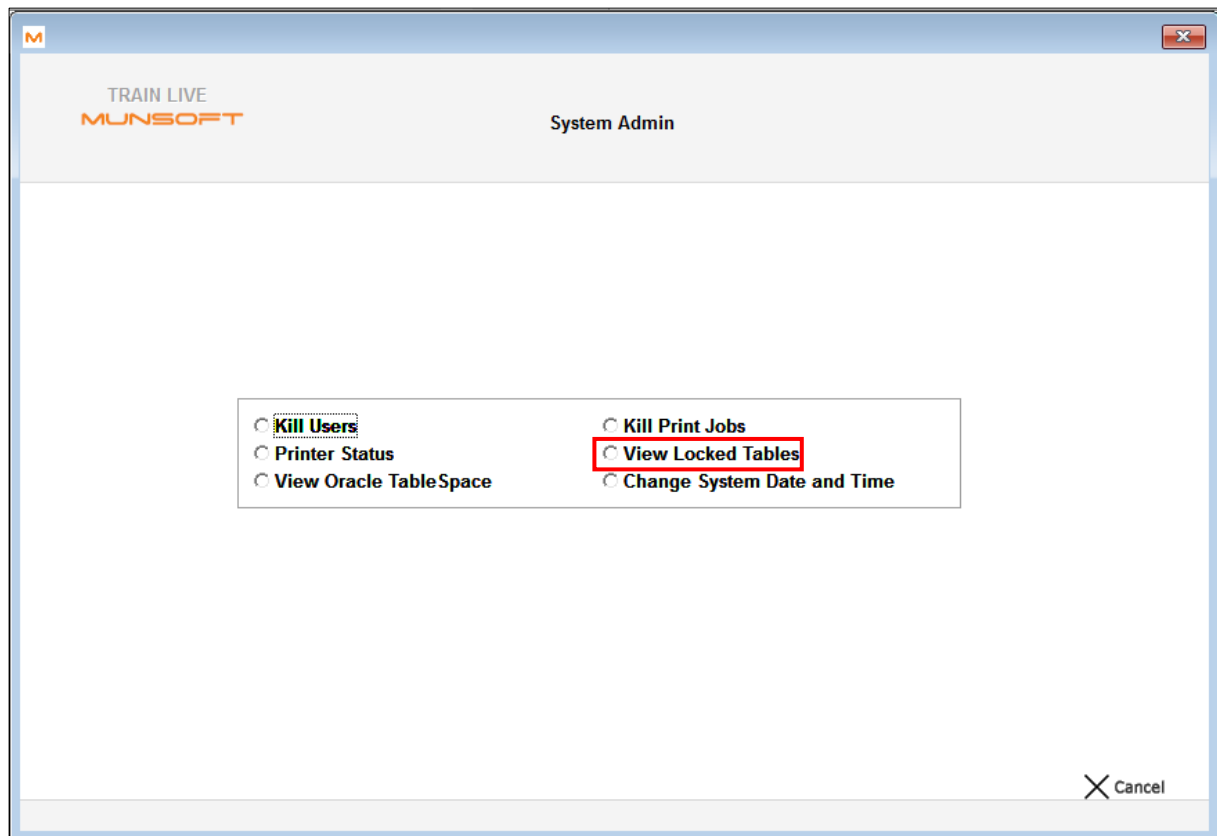 M
TRAIN LIVE
MUNSOFT
System Admin
Kill Users
Kill Print Jobs
Printer Status
View Locked Tables
View Oracle TableSpace
Change System Date and Time
Cancel